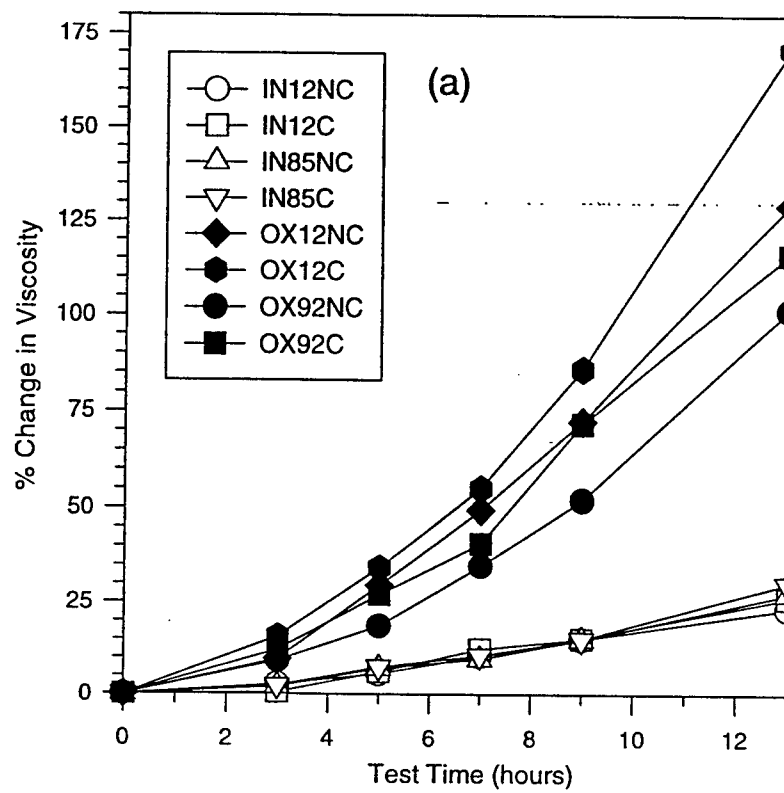 175
150
125
100
75
50
25
0
% Change in Viscosity
(a)
IN12NC
IN12C
IN85NC
IN85C
OX12NC
OX12C
OX92NC
OX92C
0 2 4 6 8 10 12
Test Time (hours)